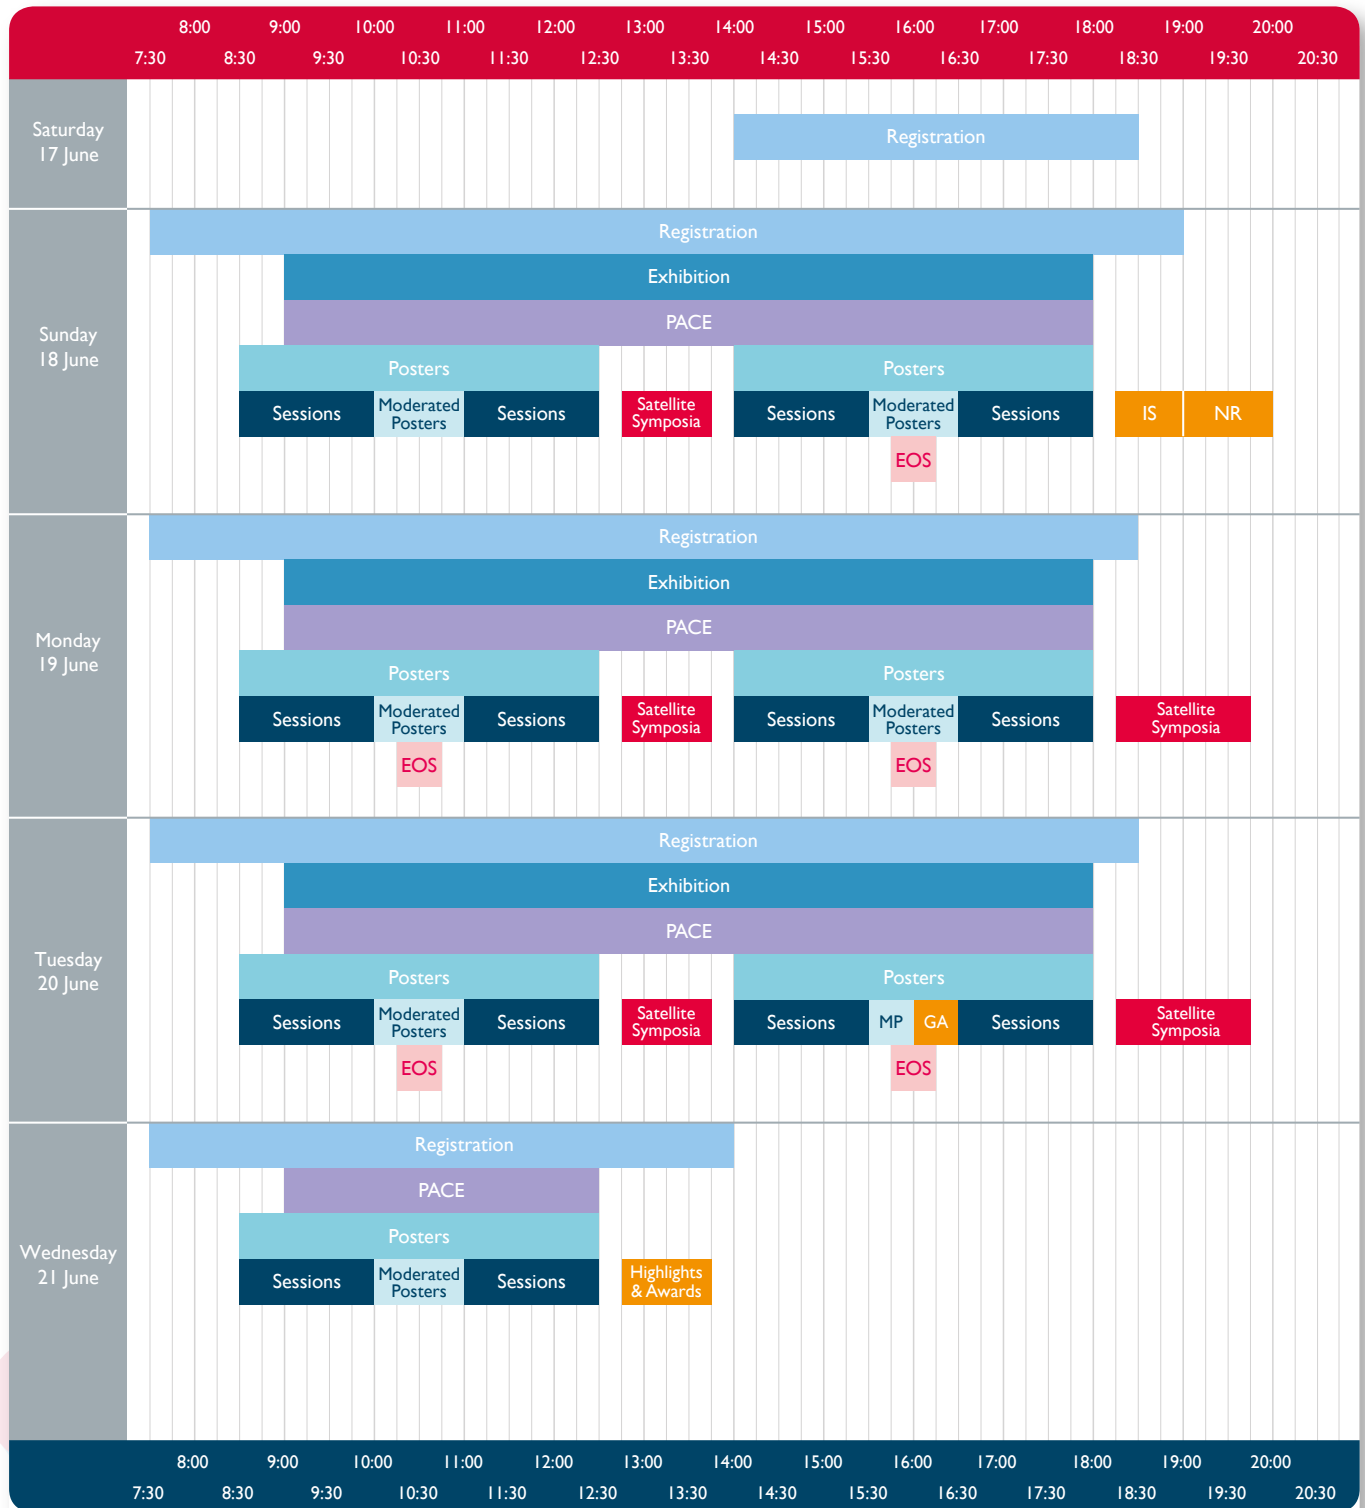 8:00 9:00 10:00 11:00 12:00 13:00 14:00 15:00 16:00 17:00 18:00 19:00 20:00
7:30 8:30 9:30 10:30 11:30 12:30 13:30 14:30 15:30 16:30 17:30 18:30 19:30 20:30
Saturday
17 June
Registration
Sunday
18 June
Registration
Exhibition
PACE
Posters Posters
Sessions
Moderated
Posters
Sessions
Satellite
Symposia
Sessions
Moderated
Posters
Sessions
IS
NR
EOS
Monday
19 June
Registration
Exhibition
PACE
Posters Posters
Sessions
Moderated
Posters
Sessions
Satellite
Symposia
Sessions
Moderated
Posters
Sessions
Satellite
Symposia
EOS EOS
Tuesday
20 June
Registration
Exhibition
PACE
Posters Posters
Sessions
Moderated
Posters
Sessions
Satellite
Symposia
Sessions
MP
GA
Sessions
Satellite
Symposia
EOS EOS
Wednesday
21 June
Registration
PACE
Posters
Sessions
Moderated
Posters
Sessions
Highlights
& Awards
8:00 9:00 10:00 11:00 12:00 13:00 14:00 15:00 16:00 17:00 18:00 19:00 20:00
7:30 8:30 9:30 10:30 11:30 12:30 13:30 14:30 15:30 16:30 17:30 18:30 19:30 20:30